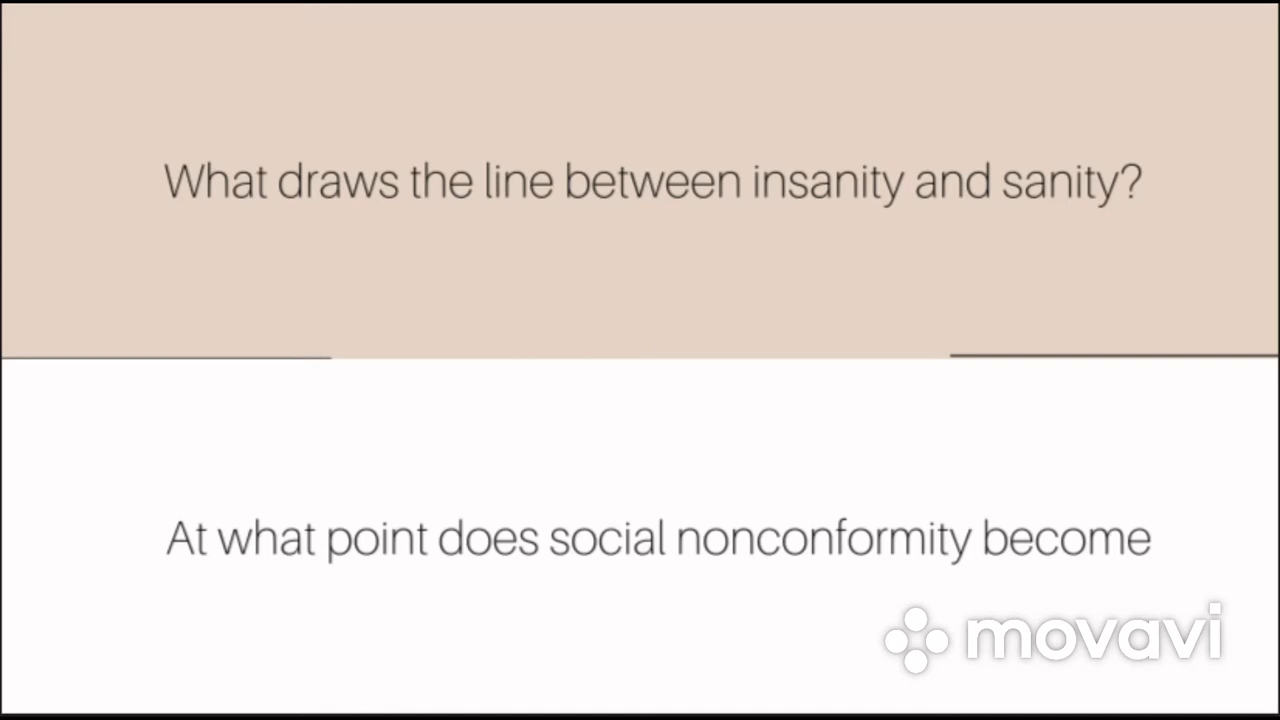 What draws the line between insanity and sanity?
At what point does social nonconformity become
movavi